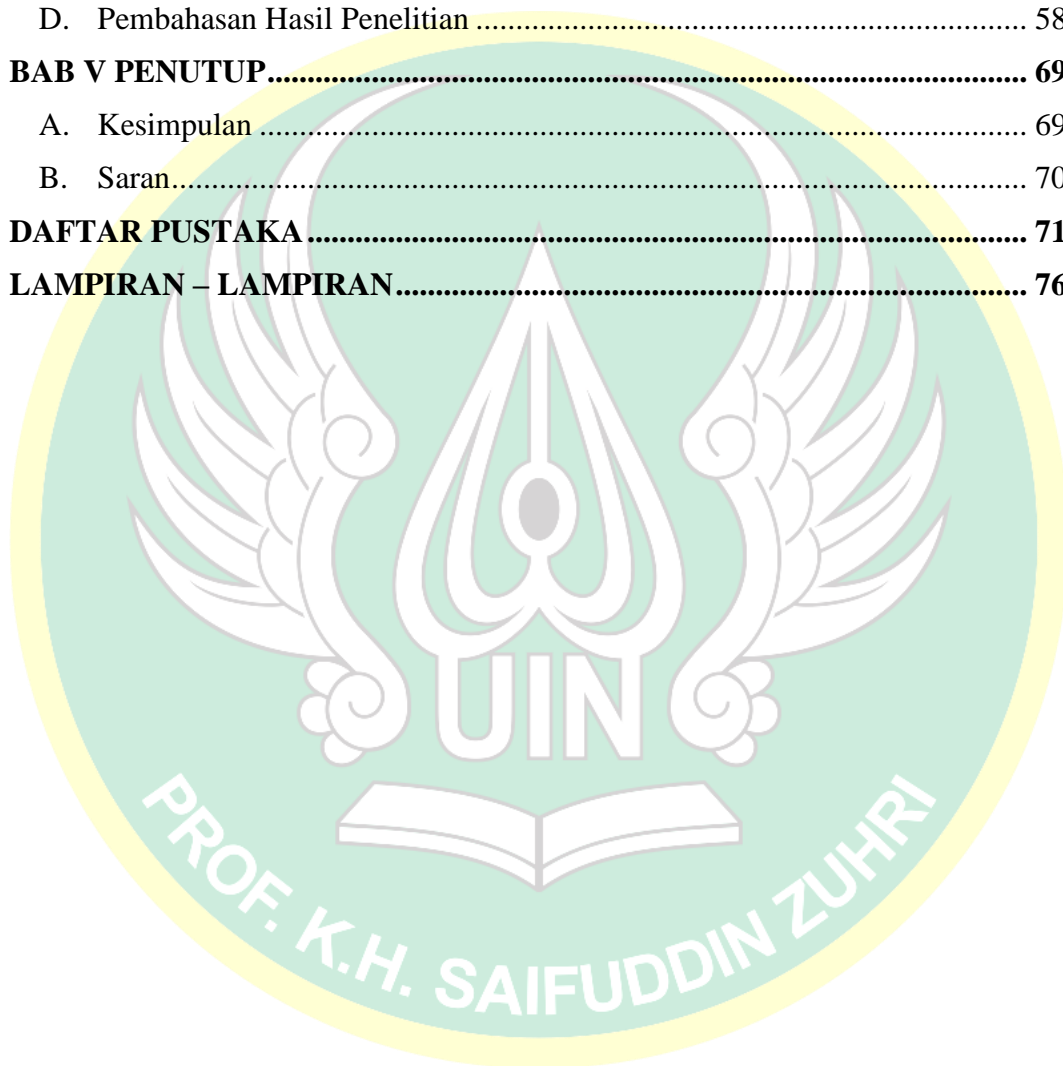 D. Pembahasan Hasil Penelitian ........................................................................ 58
BAB V PENUTUP................................................................................................ 69
A. Kesimpulan ..................................................................................................... 69
B. Saran................................................................................................................ 70
DAFTAR PUSTAKA ........................................................................................... 71
LAMPIRAN – LAMPIRAN................................................................................ 76
UIN
PROF. K.H. SAIFUDDIN ZUHRI